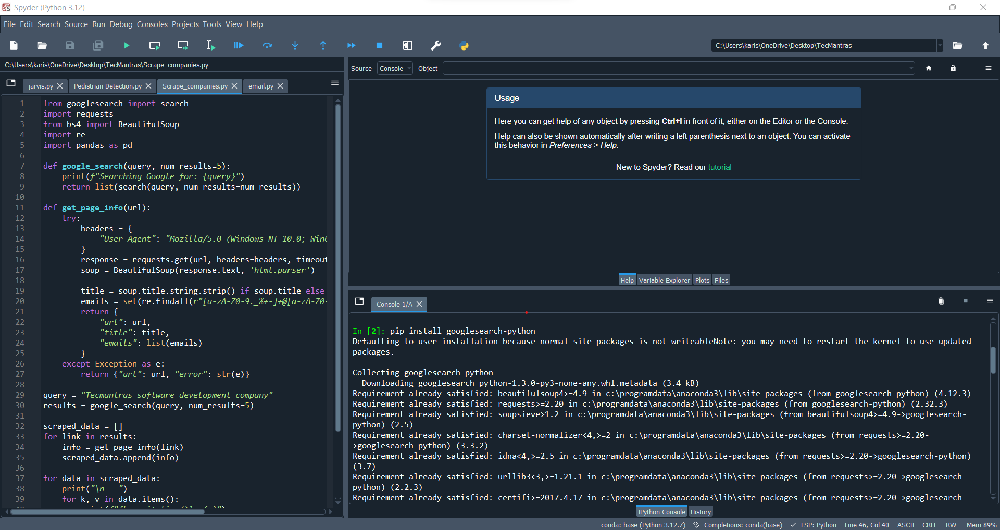 Spyder (Python 3.12)
File Edit Search Source Run Debug Consoles Projects Tools View Help
C:\Users\karis\OneDrive\Desktop\TecMantras
C:\Users\karis\OneDrive\Desktop\TecMantras\Scrape_companies.py
jarvis.py Pedistrian Detection.py Scrape_companies.py email.py
1 from googlesearch import search
2 import requests
3 from bs4 import BeautifulSoup
4 import re
5 import pandas as pd
6
7 def google_search(query, num_results=5):
8 print(f"Searching Google for: {query}")
9 return list(search(query, num_results=num_results))
10
11 def get_page_info(url):
12 try:
13 headers = {
14 "User-Agent": "Mozilla/5.0 (Windows NT 10.0; Win
15 }
16 response = requests.get(url, headers=headers, timeout
17 soup = BeautifulSoup(response.text, 'html.parser')
18
19 title = soup.title.string.strip() if soup.title else
20 emails = set(re.findall(r"[a-zA-Z0-9._%+-]+@[a-zA-Z0-
21 return {
22 "url": url,
23 "title": title,
24 "emails": list(emails)
25 }
26 except Exception as e:
27 return {"url": url, "error": str(e)}
28
29 query = "Tecmantras software development company"
30 results = google_search(query, num_results=5)
31
32 scraped_data = []
33 for link in results:
34 info = get_page_info(link)
35 scraped_data.append(info)
36
37 for data in scraped_data:
38 print("\n---")
39 for k, v in data.items():
Source Console Object
Usage
Here you can get help of any object by pressing Ctrl+I in front of it, either on the Editor or the Console.
Help can also be shown automatically after writing a left parenthesis next to an object. You can activate
this behavior in Preferences > Help.
New to Spyder? Read our tutorial
Help Variable Explorer Plots Files
Console 1/A
In [2]: pip install googlesearch-python
Defaulting to user installation because normal site-packages is not writeableNote: you may need to restart the kernel to use updated
packages.
Collecting googlesearch-python
Downloading googlesearch_python-1.3.0-py3-none-any.whl.metadata (3.4 kB)
Requirement already satisfied: beautifulsoup4>=4.9 in c:\programdata\anaconda3\lib\site-packages (from googlesearch-python) (4.12.3)
Requirement already satisfied: requests>=2.20 in c:\programdata\anaconda3\lib\site-packages (from googlesearch-python) (2.32.3)
Requirement already satisfied: soupsieve>1.2 in c:\programdata\anaconda3\lib\site-packages (from beautifulsoup4>=4.9->googlesearch-
python) (2.5)
Requirement already satisfied: charset-normalizer<4,>=2 in c:\programdata\anaconda3\lib\site-packages (from requests>=2.20-
>googlesearch-python) (3.3.2)
Requirement already satisfied: idna<4,>=2.5 in c:\programdata\anaconda3\lib\site-packages (from requests>=2.20->googlesearch-python)
(3.7)
Requirement already satisfied: urllib3<3,>=1.21.1 in c:\programdata\anaconda3\lib\site-packages (from requests>=2.20->googlesearch-
python) (2.2.3)
Requirement already satisfied: certifi>=2017.4.17 in c:\programdata\anaconda3\lib\site-packages (from requests>=2.20->googlesearch-
IPython Console History
conda: base (Python 3.12.7) Completions: conda(base) LSP: Python Line 46, Col 40 ASCII CRLF RW Mem 89%